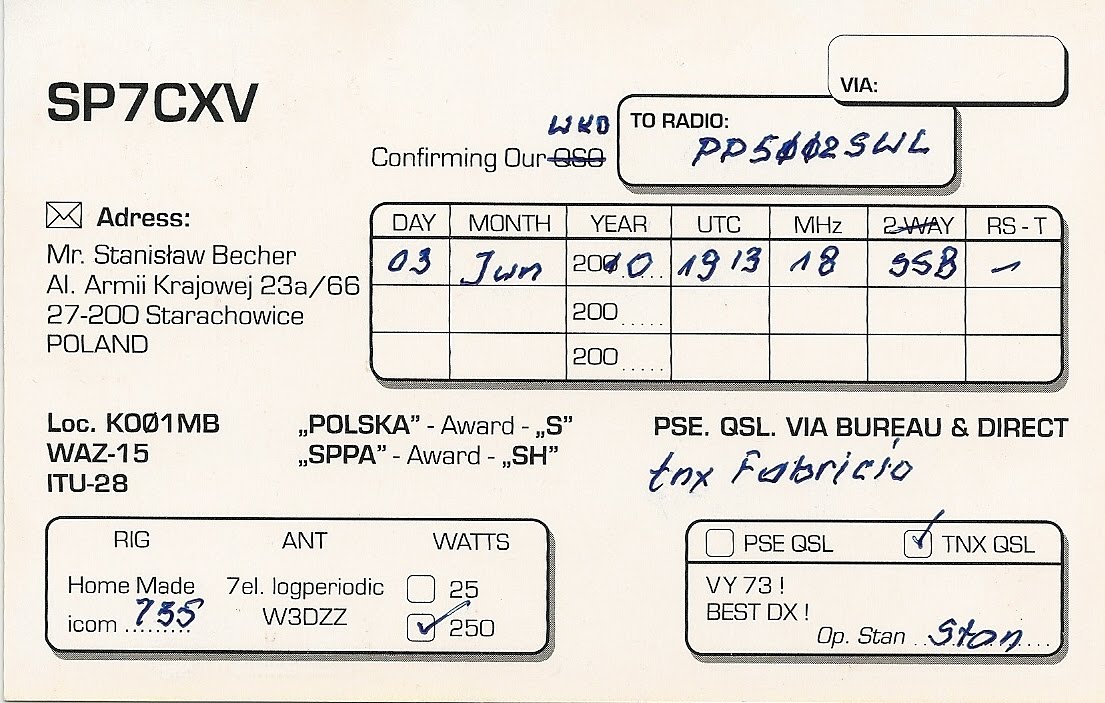 VIA:
SP7CXV
TO RADIO:
PP5002SWL
WKD
Confirming Our QSO
Adress:
Mr. Stanisław Becher
Al. Armii Krajowej 23a/66
27-200 Starachowice
POLAND
DAY MONTH YEAR UTC MHz 2-WAY RS - T
03 Jun 20010 1913 18 SSB –
200.....
200.....
Loc. KOØ1MB
WAZ-15
ITU-28
„POLSKA” - Award - „S”
„SPPA” - Award - „SH”
PSE. QSL. VIA BUREAU & DIRECT
tnx Fabricio
RIG ANT WATTS
Home Made 7el. logperiodic 25
icom 735 W3DZZ 250
PSE QSL TNX QSL
VY 73 !
BEST DX !
Op. Stan Stan